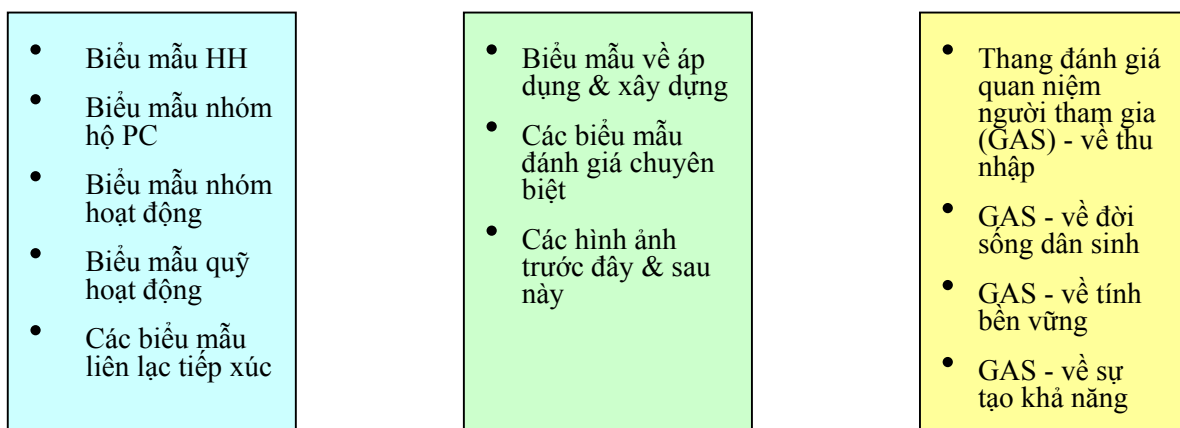 • Biểu mẫu HH
• Biểu mẫu nhóm
hộ PC
• Biểu mẫu nhóm
hoạt động
• Biểu mẫu quỹ
hoạt động
• Các biểu mẫu
liên lạc tiếp xúc
• Biểu mẫu về áp
dụng & xây dựng
• Các biểu mẫu
đánh giá chuyên
biệt
• Các hình ảnh
trước đây & sau
này
• Thang đánh giá
quan niệm
người tham gia
(GAS) - về thu
nhập
• GAS - về đời
sống dân sinh
• GAS - về tính
bền vững
• GAS - về sự
tạo khả năng